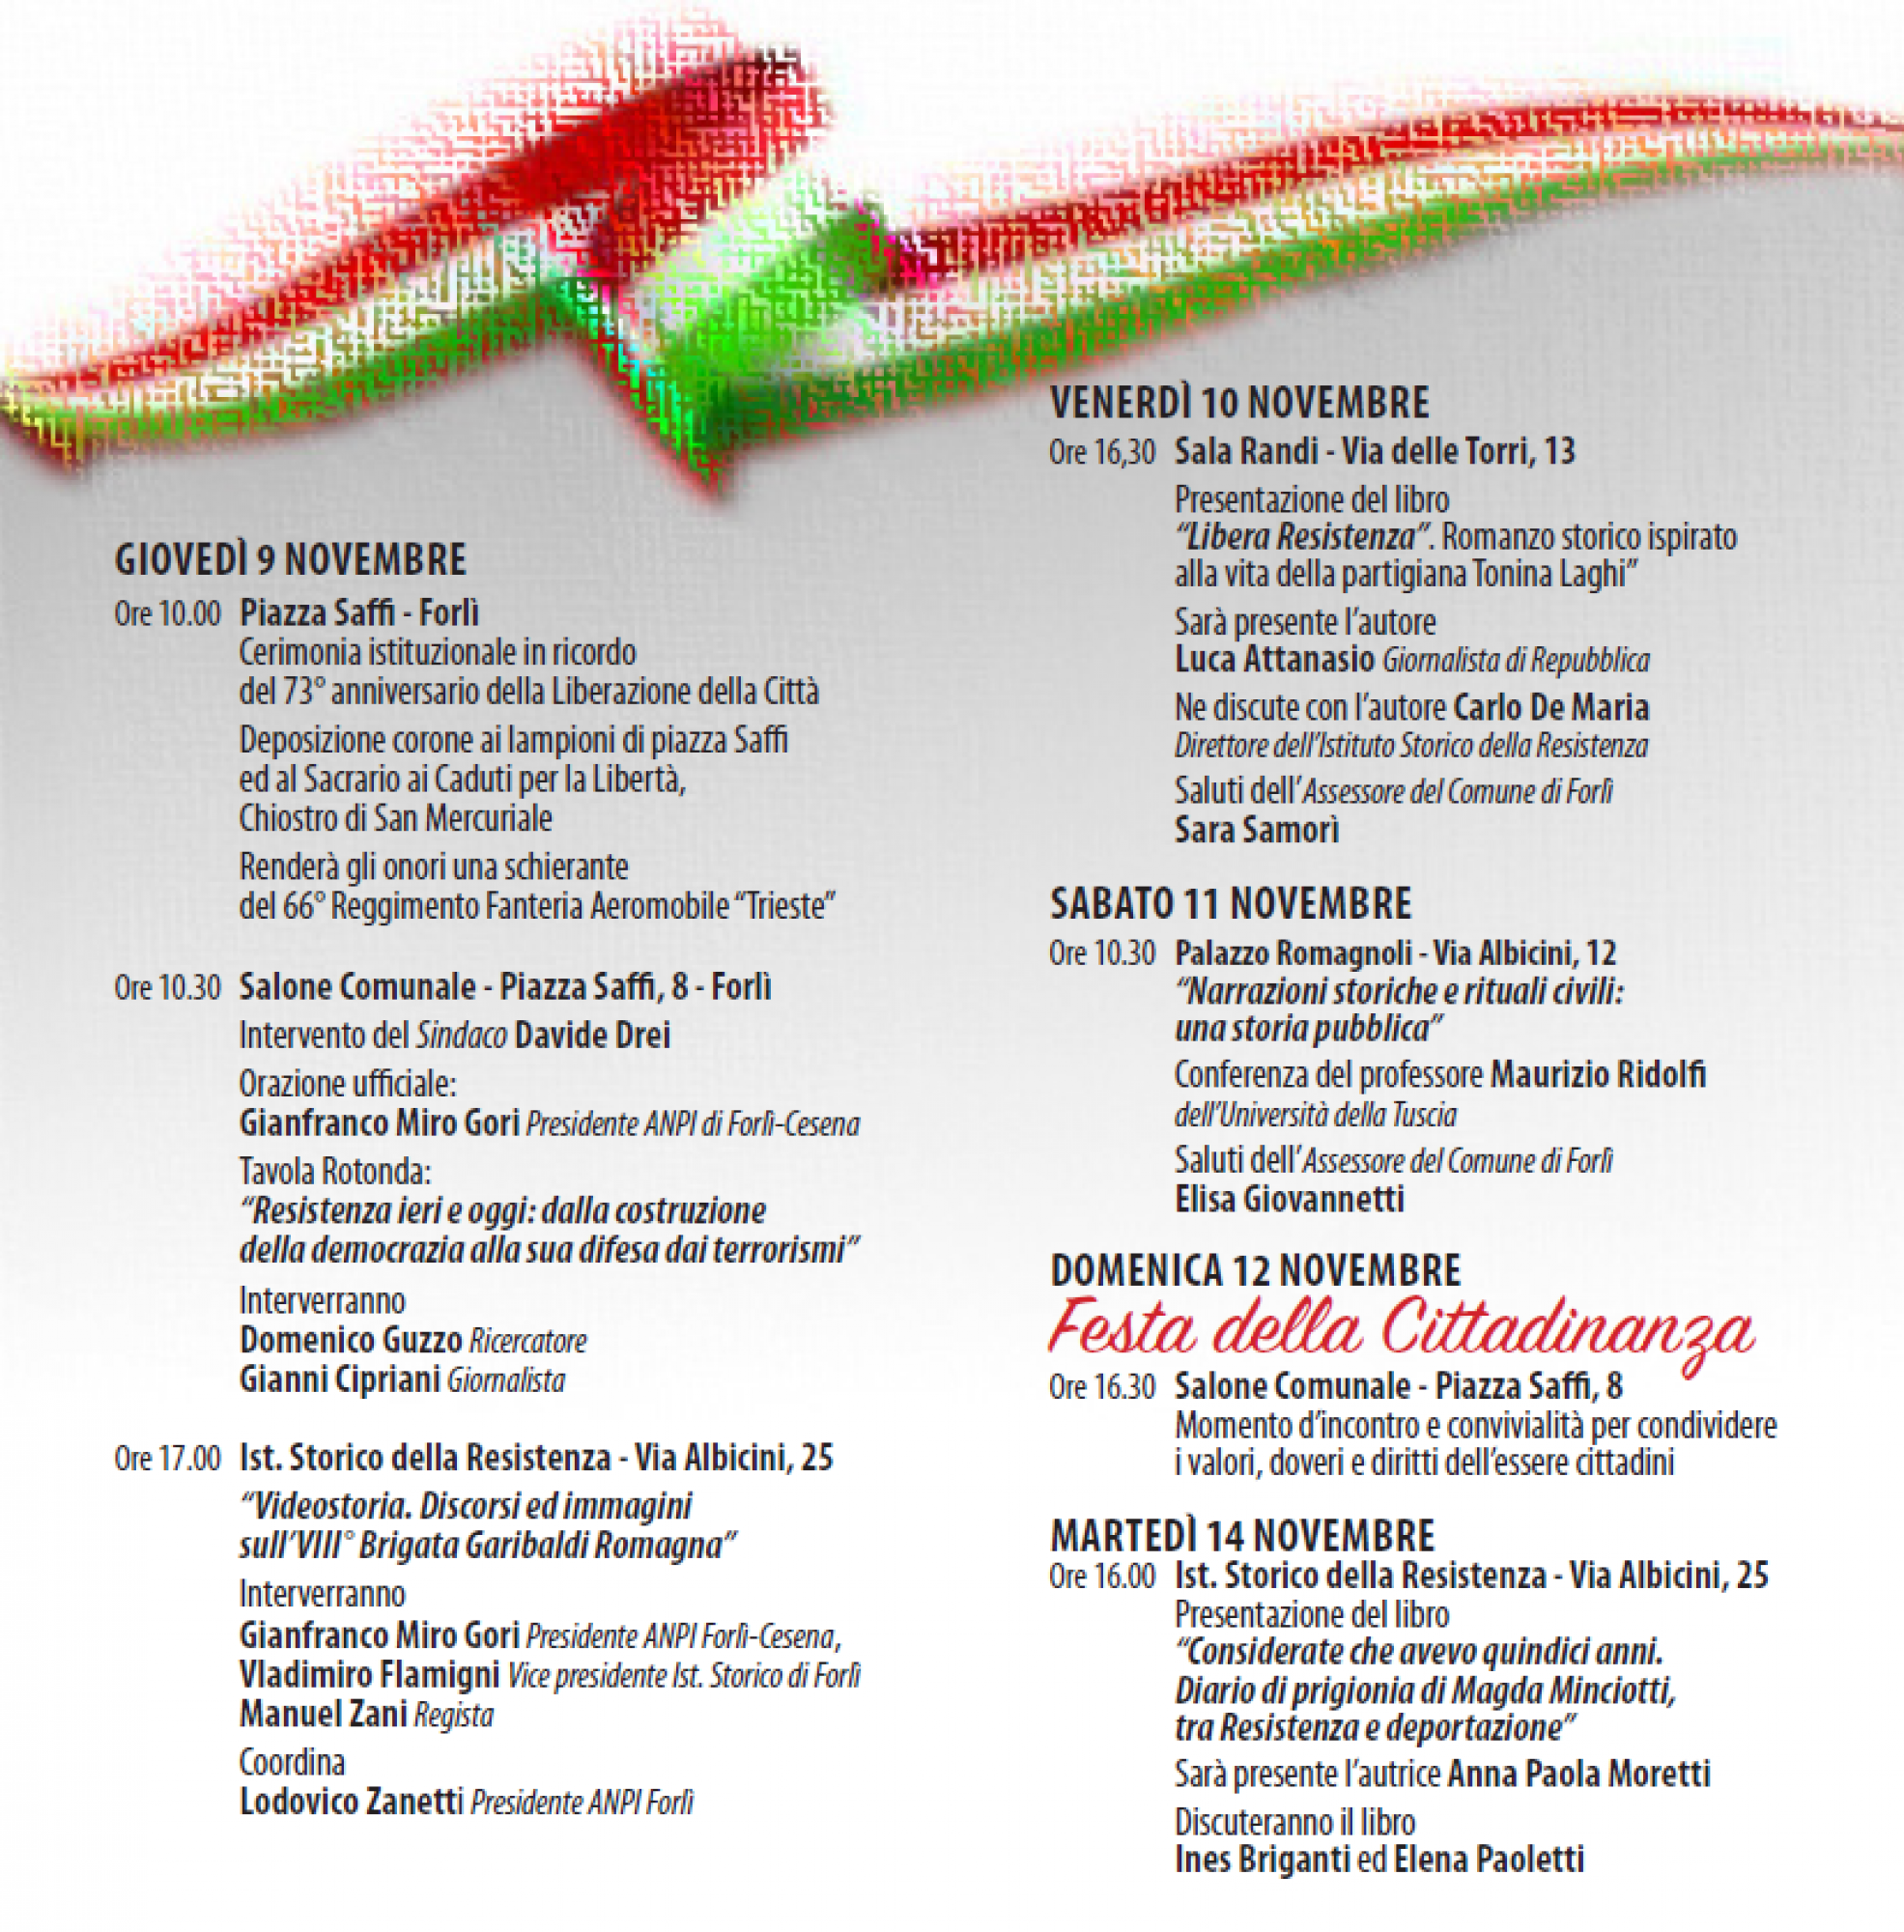 GIOVEDÌ 9 NOVEMBRE
Ore 10.00 Piazza Saffi - Forlì
Cerimonia istituzionale in ricordo
del 73° anniversario della Liberazione della Città
Deposizione corone ai lampioni di piazza Saffi
ed al Sacrario ai Caduti per la Libertà,
Chiostro di San Mercuriale
Renderà gli onori una schierante
del 66° Reggimento Fanteria Aeromobile “Trieste”
Ore 10.30 Salone Comunale - Piazza Saffi, 8 - Forlì
Intervento del Sindaco Davide Drei
Orazione ufficiale:
Gianfranco Miro Gori Presidente ANPI di Forlì-Cesena
Tavola Rotonda:
“Resistenza ieri e oggi: dalla costruzione
della democrazia alla sua difesa dai terrorismi”
Interverranno
Domenico Guzzo Ricercatore
Gianni Cipriani Giornalista
Ore 17.00 Ist. Storico della Resistenza - Via Albicini, 25
“Videostoria. Discorsi ed immagini
sull’VIII° Brigata Garibaldi Romagna”
Interverranno
Gianfranco Miro Gori Presidente ANPI Forlì-Cesena,
Vladimiro Flamigni Vice presidente Ist. Storico di Forlì
Manuel Zani Regista
Coordina
Lodovico Zanetti Presidente ANPI Forlì
VENERDÌ 10 NOVEMBRE
Ore 16,30 Sala Randi - Via delle Torri, 13
Presentazione del libro
“Libera Resistenza”. Romanzo storico ispirato
alla vita della partigiana Tonina Laghi”
Sarà presente l’autore
Luca Attanasio Giornalista di Repubblica
Ne discute con l’autore Carlo De Maria
Direttore dell’Istituto Storico della Resistenza
Saluti dell’Assessore del Comune di Forlì
Sara Samorì
SABATO 11 NOVEMBRE
Ore 10.30 Palazzo Romagnoli - Via Albicini, 12
“Narrazioni storiche e rituali civili:
una storia pubblica”
Conferenza del professore Maurizio Ridolfi
dell’Università della Tuscia
Saluti dell’Assessore del Comune di Forlì
Elisa Giovannetti
DOMENICA 12 NOVEMBRE
Festa della Cittadinanza
Ore 16.30 Salone Comunale - Piazza Saffi, 8
Momento d’incontro e convivialità per condividere
i valori, doveri e diritti dell’essere cittadini
MARTEDÌ 14 NOVEMBRE
Ore 16.00 Ist. Storico della Resistenza - Via Albicini, 25
Presentazione del libro
“Considerate che avevo quindici anni.
Diario di prigionia di Magda Minciotti,
tra Resistenza e deportazione”
Sarà presente l’autrice Anna Paola Moretti
Discuteranno il libro
Ines Briganti ed Elena Paoletti